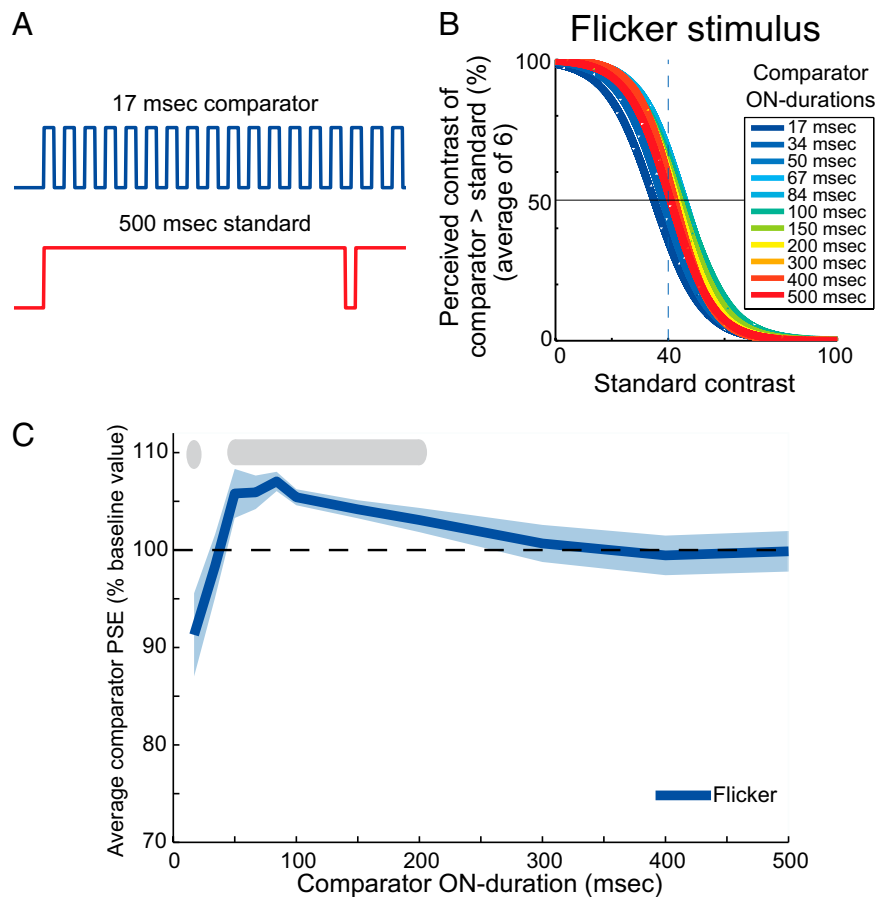 A
17 msec comparator
500 msec standard
B
Flicker stimulus
Perceived contrast of
comparator > standard (%)
(average of 6)
100
50
0
0
40
100
Standard contrast
Comparator
ON-durations
17 msec
34 msec
50 msec
67 msec
84 msec
100 msec
150 msec
200 msec
300 msec
400 msec
500 msec
C
Average comparator PSE (% baseline value)
110
100
90
80
70
0
100
200
300
400
500
Flicker
Comparator ON-duration (msec)